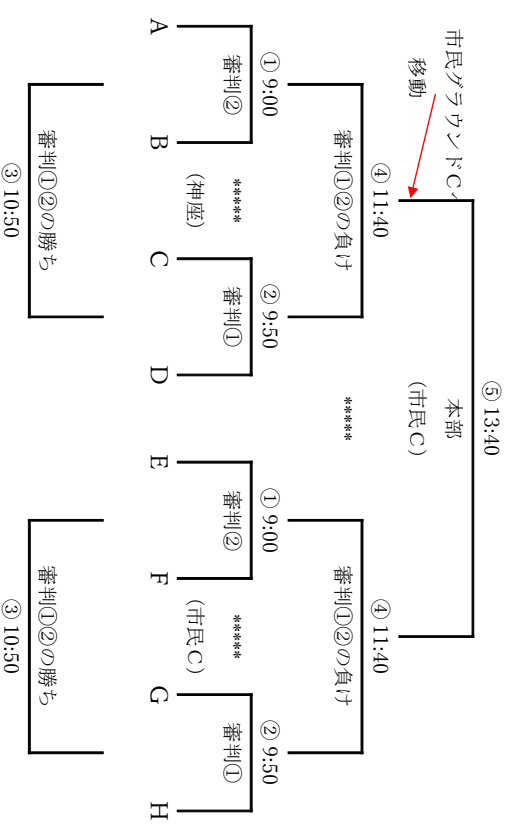 ⑤ 13:40
本部
(市民C)
市民グラウンドCへ
移動
④ 11:40
審判①②の負け
④ 11:40
審判①②の負け
*****
① 9:00
審判②
② 9:50
審判①
① 9:00
審判②
② 9:50
審判①
*****
(神座)
*****
(市民C)
A
B
C
D
E
F
G
H
審判①②の勝ち
③ 10:50
審判①②の勝ち
③ 10:50